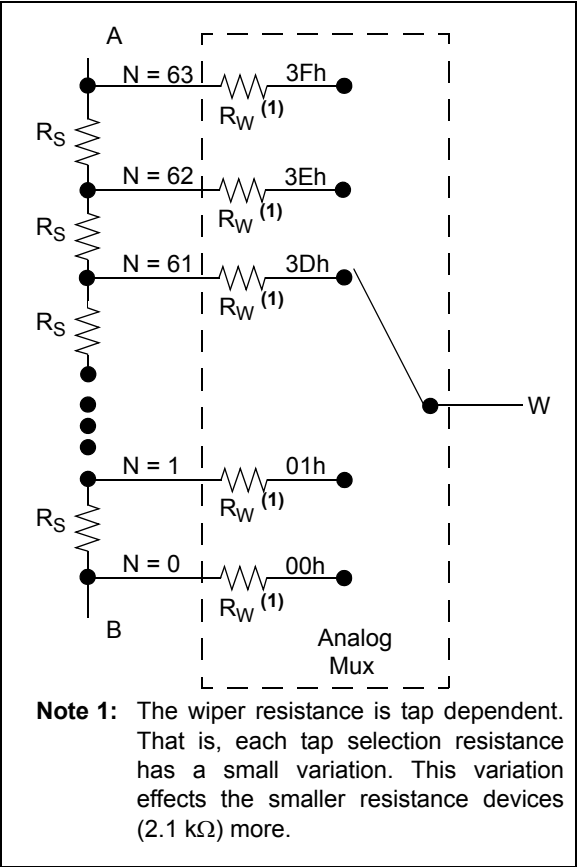 A
N = 63 3Fh
RW (1)
RS
N = 62 3Eh
RW (1)
RS
N = 61 3Dh
RW (1)
RS
W
N = 1 01h
RW (1)
RS
N = 0 00h
RW (1)
B
Analog
Mux
Note 1: The wiper resistance is tap dependent.
That is, each tap selection resistance
has a small variation. This variation
effects the smaller resistance devices
(2.1 kΩ) more.